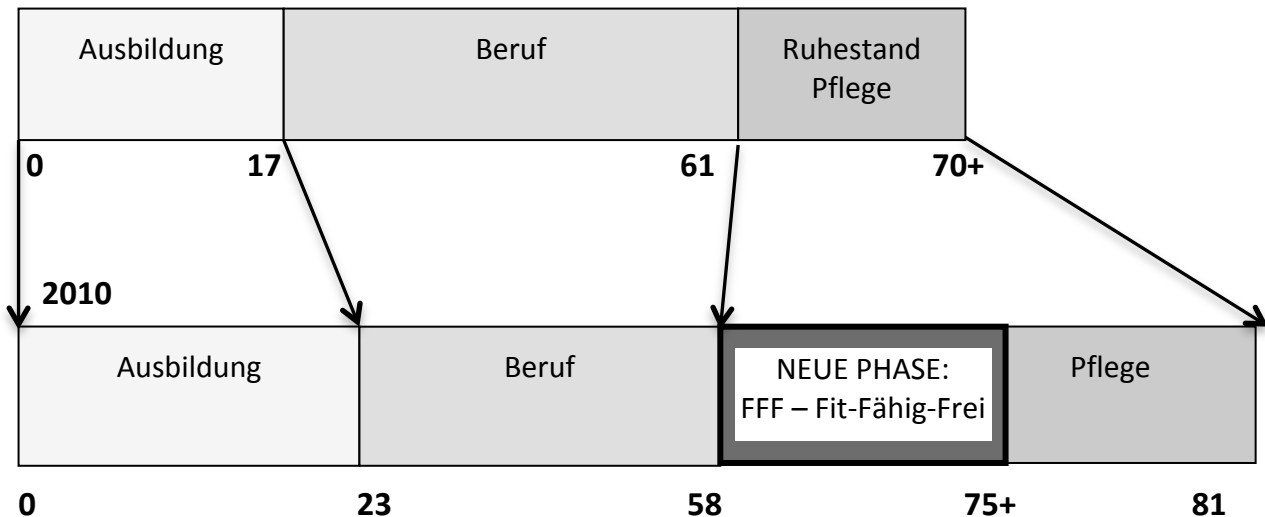 Ausbildung Beruf Ruhestand
Pflege
0 17 61 70+
2010
Ausbildung Beruf NEUE PHASE: Pflege
FFF – Fit-Fähig-Frei
0 23 58 75+ 81